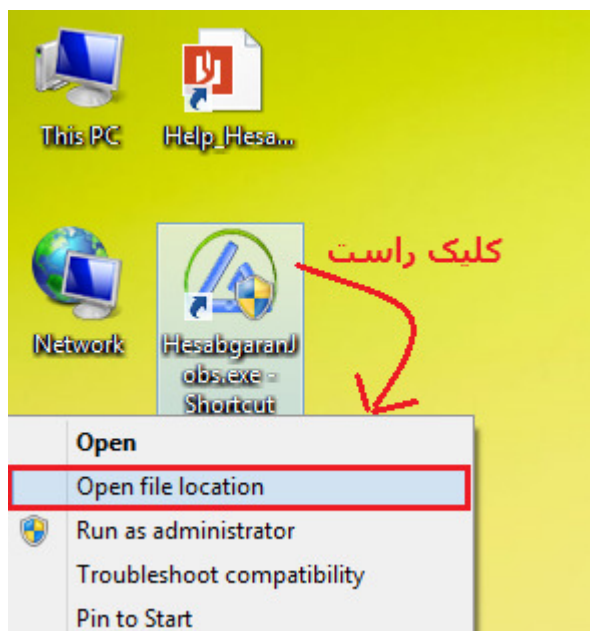 This PC
Help_Hesa...
کلیک راست
Network
HesabgaranJ
obs.exe -
Shortcut
Open
Open file location
Run as administrator
Troubleshoot compatibility
Pin to Start